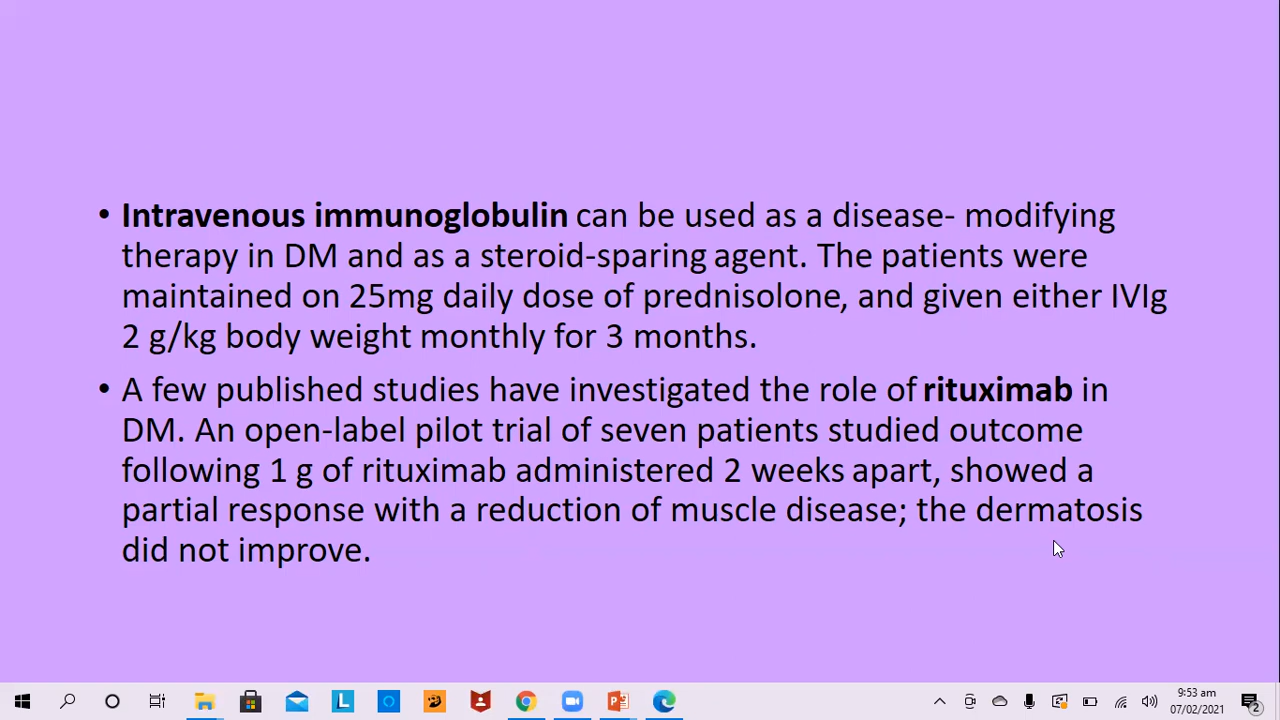 • Intravenous immunoglobulin can be used as a disease- modifying
therapy in DM and as a steroid-sparing agent. The patients were
maintained on 25mg daily dose of prednisolone, and given either IVIg
2 g/kg body weight monthly for 3 months.
• A few published studies have investigated the role of rituximab in
DM. An open-label pilot trial of seven patients studied outcome
following 1 g of rituximab administered 2 weeks apart, showed a
partial response with a reduction of muscle disease; the dermatosis
did not improve.
9:53 am
07/02/2021
2